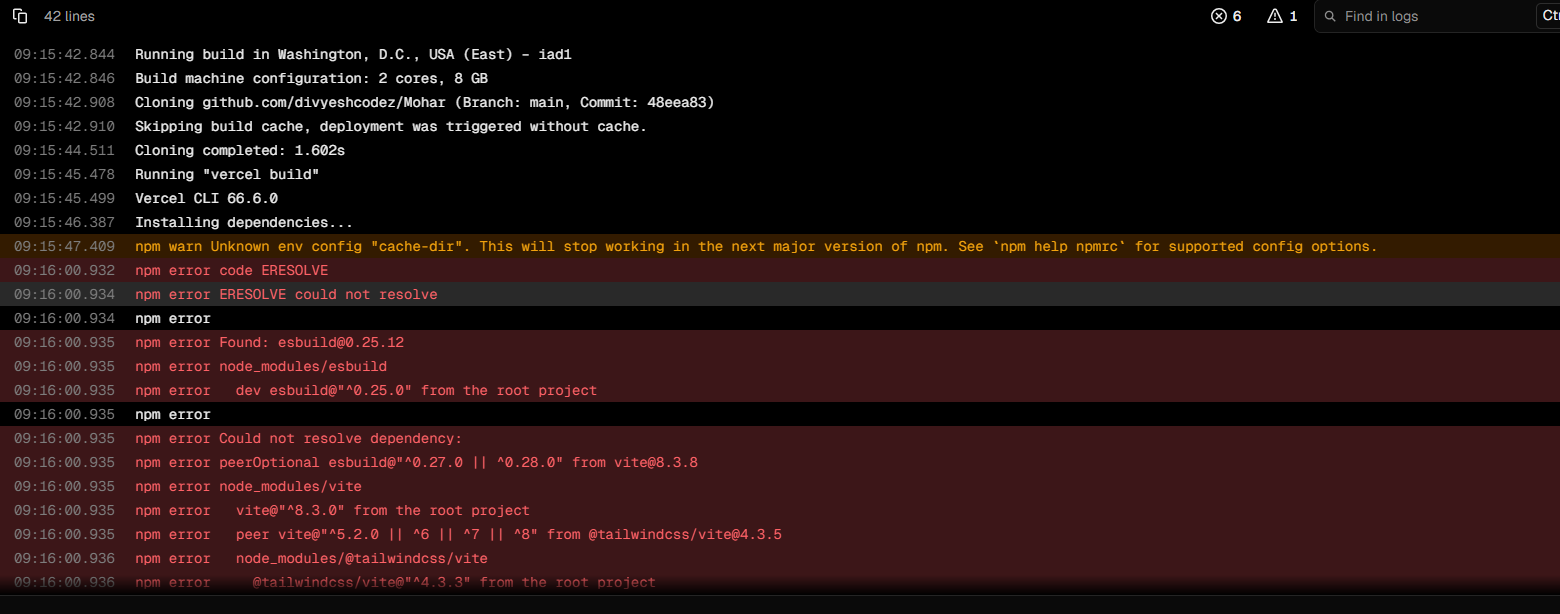 42 lines
6
1
Find in logs
09:15:42.844 Running build in Washington, D.C., USA (East) – iad1
09:15:42.846 Build machine configuration: 2 cores, 8 GB
09:15:42.908 Cloning github.com/divyeshcodez/Mohar (Branch: main, Commit: 48eea83)
09:15:42.910 Skipping build cache, deployment was triggered without cache.
09:15:44.511 Cloning completed: 1.602s
09:15:45.478 Running "vercel build"
09:15:45.499 Vercel CLI 66.6.0
09:15:46.387 Installing dependencies...
09:15:47.409 npm warn Unknown env config "cache-dir". This will stop working in the next major version of npm. See `npm help npmrc` for supported config options.
09:16:00.932 npm error code ERESOLVE
09:16:00.934 npm error ERESOLVE could not resolve
09:16:00.934 npm error
09:16:00.935 npm error Found: esbuild@0.25.12
09:16:00.935 npm error node_modules/esbuild
09:16:00.935 npm error   dev esbuild@"^0.25.0" from the root project
09:16:00.935 npm error
09:16:00.935 npm error Could not resolve dependency:
09:16:00.935 npm error peerOptional esbuild@"^0.27.0 || ^0.28.0" from vite@8.3.8
09:16:00.935 npm error node_modules/vite
09:16:00.935 npm error   vite@"^8.3.0" from the root project
09:16:00.935 npm error   peer vite@"^5.2.0 || ^6 || ^7 || ^8" from @tailwindcss/vite@4.3.5
09:16:00.936 npm error   node_modules/@tailwindcss/vite
09:16:00.936 npm error     @tailwindcss/vite@"^4.3.3" from the root project